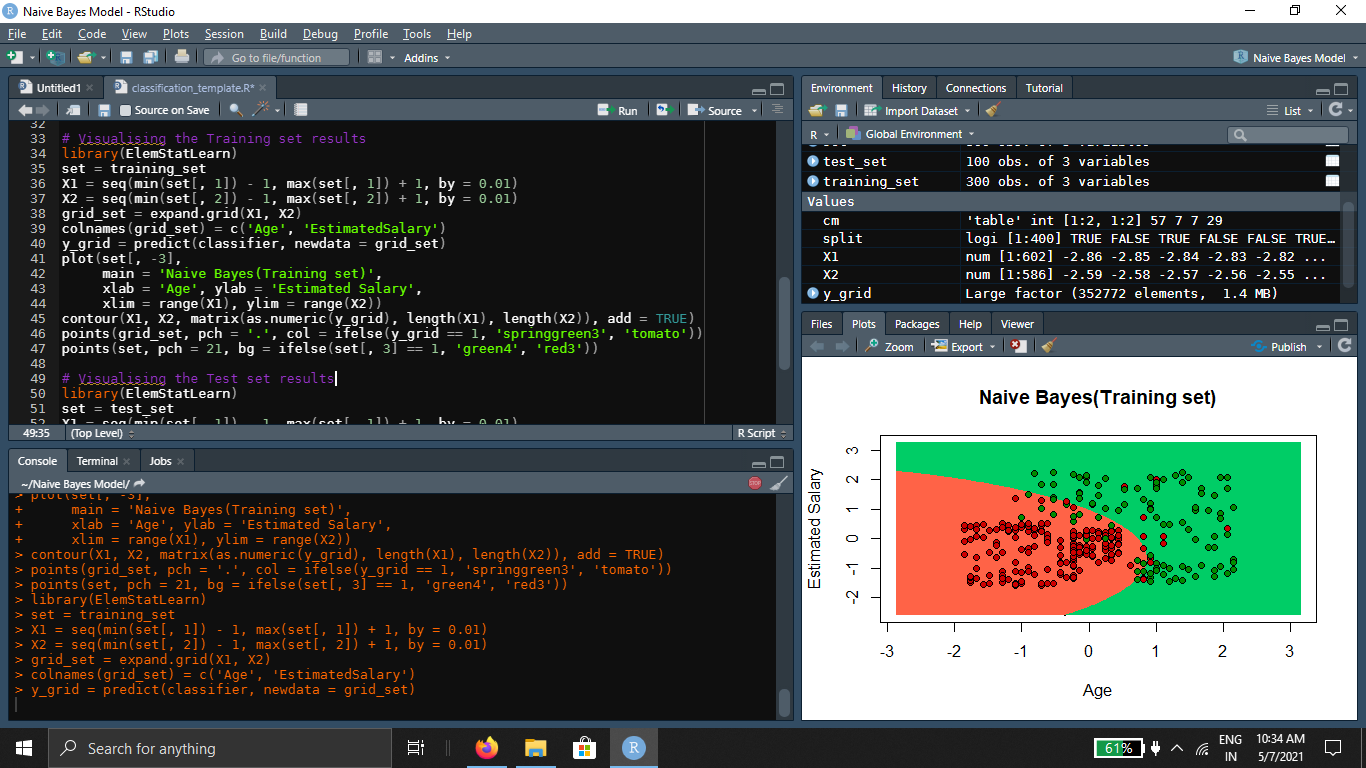 Naive Bayes Model - RStudio
File Edit Code View Plots Session Build Debug Profile Tools Help
Go to file/function
Addins
Naive Bayes Model
Untitled1
classification_template.R*
Source on Save
Run
Source
32
33 # Visualising the Training set results
34 library(ElemStatLearn)
35 set = training_set
36 X1 = seq(min(set[, 1]) - 1, max(set[, 1]) + 1, by = 0.01)
37 X2 = seq(min(set[, 2]) - 1, max(set[, 2]) + 1, by = 0.01)
38 grid_set = expand.grid(X1, X2)
39 colnames(grid_set) = c('Age', 'EstimatedSalary')
40 y_grid = predict(classifier, newdata = grid_set)
41 plot(set[, -3],
42 main = 'Naive Bayes(Training set)',
43 xlab = 'Age', ylab = 'Estimated Salary',
44 xlim = range(X1), ylim = range(X2))
45 contour(X1, X2, matrix(as.numeric(y_grid), length(X1), length(X2)), add = TRUE)
46 points(grid_set, pch = '.', col = ifelse(y_grid == 1, 'springgreen3', 'tomato'))
47 points(set, pch = 21, bg = ifelse(set[, 3] == 1, 'green4', 'red3'))
48
49 # Visualising the Test set results
50 library(ElemStatLearn)
51 set = test_set
52 X1 = seq(min(set[, 1]) - 1, max(set[, 1]) + 1, by = 0.01)
49:35 (Top Level) R Script
Console Terminal Jobs
~/Naive Bayes Model/
STOP
> plot(set[, -3],
+ main = 'Naive Bayes(Training set)',
+ xlab = 'Age', ylab = 'Estimated Salary',
+ xlim = range(X1), ylim = range(X2))
> contour(X1, X2, matrix(as.numeric(y_grid), length(X1), length(X2)), add = TRUE)
> points(grid_set, pch = '.', col = ifelse(y_grid == 1, 'springgreen3', 'tomato'))
> points(set, pch = 21, bg = ifelse(set[, 3] == 1, 'green4', 'red3'))
> library(ElemStatLearn)
> set = training_set
> X1 = seq(min(set[, 1]) - 1, max(set[, 1]) + 1, by = 0.01)
> X2 = seq(min(set[, 2]) - 1, max(set[, 2]) + 1, by = 0.01)
> grid_set = expand.grid(X1, X2)
> colnames(grid_set) = c('Age', 'EstimatedSalary')
> y_grid = predict(classifier, newdata = grid_set)
Environment History Connections Tutorial
Import Dataset
List
R
Global Environment
test_set 100 obs. of 3 variables
training_set 300 obs. of 3 variables
Values
cm 'table' int [1:2, 1:2] 57 7 7 29
split logi [1:400] TRUE FALSE TRUE FALSE FALSE TRUE…
X1 num [1:602] -2.86 -2.85 -2.84 -2.83 -2.82 ...
X2 num [1:586] -2.59 -2.58 -2.57 -2.56 -2.55 ...
y_grid Large factor (352772 elements, 1.4 MB)
Files Plots Packages Help Viewer
Zoom Export Publish
Naive Bayes(Training set)
Estimated Salary
3
2
1
0
-1
-2
-3 -2 -1 0 1 2 3
Age
Search for anything
R
61%
ENG
IN
10:34 AM
5/7/2021